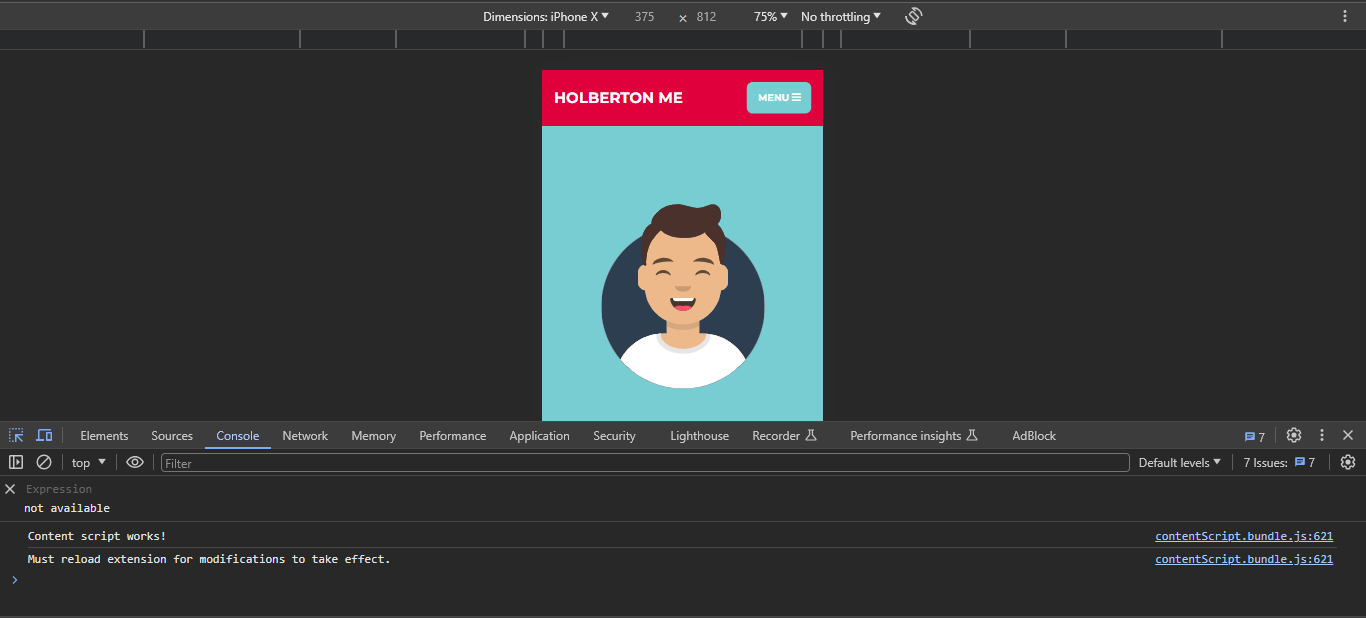 Dimensions: iPhone X 375 × 812 75% No throttling
HOLBERTON ME MENU
Elements Sources Console Network Memory Performance Application Security Lighthouse Recorder Performance insights AdBlock 7
top Filter Default levels 7 Issues: 7
Expression
not available
Content script works! contentScript.bundle.js:621
Must reload extension for modifications to take effect. contentScript.bundle.js:621